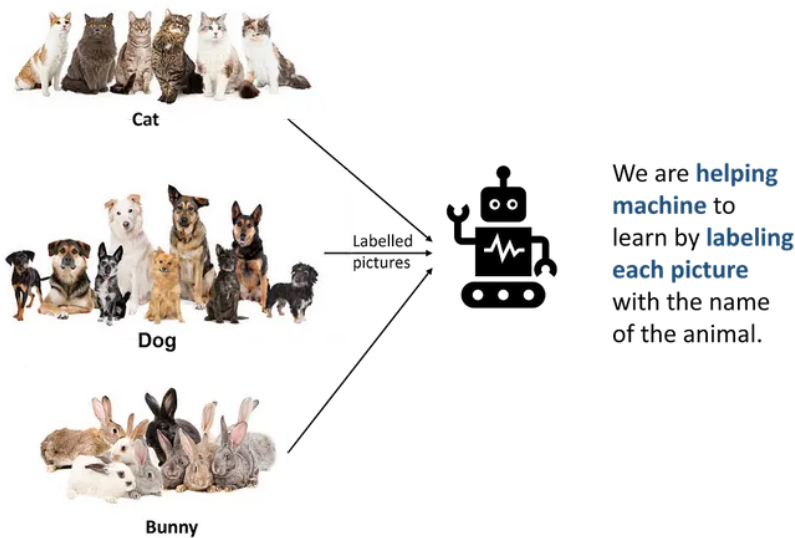 Cat
Labelled
pictures
Dog
Bunny
We are helping
machine to
learn by labeling
each picture
with the name
of the animal.